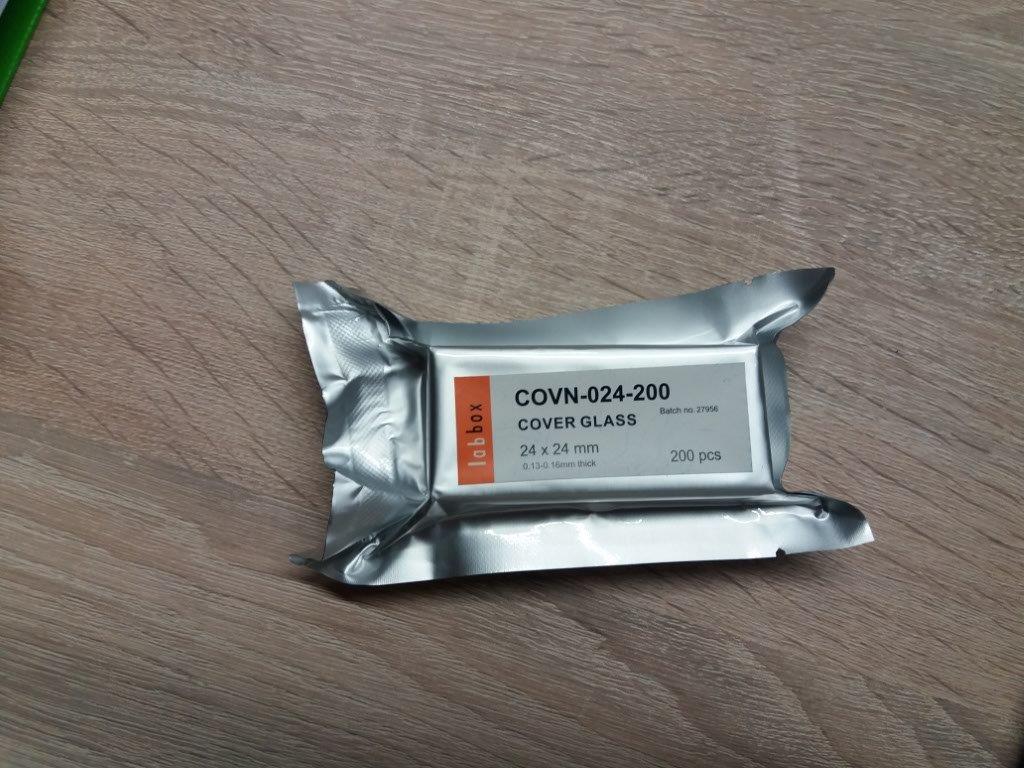 labbox
COVN-024-200
Batch no. 27956
COVER GLASS
24 x 24 mm
200 pcs
0.13-0.16mm thick